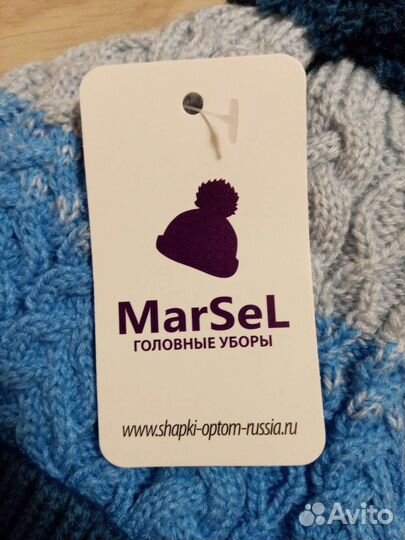 MarSeL
ГОЛОВНЫЕ УБОРЫ
www.shapki-optom-russia.ru
Avito